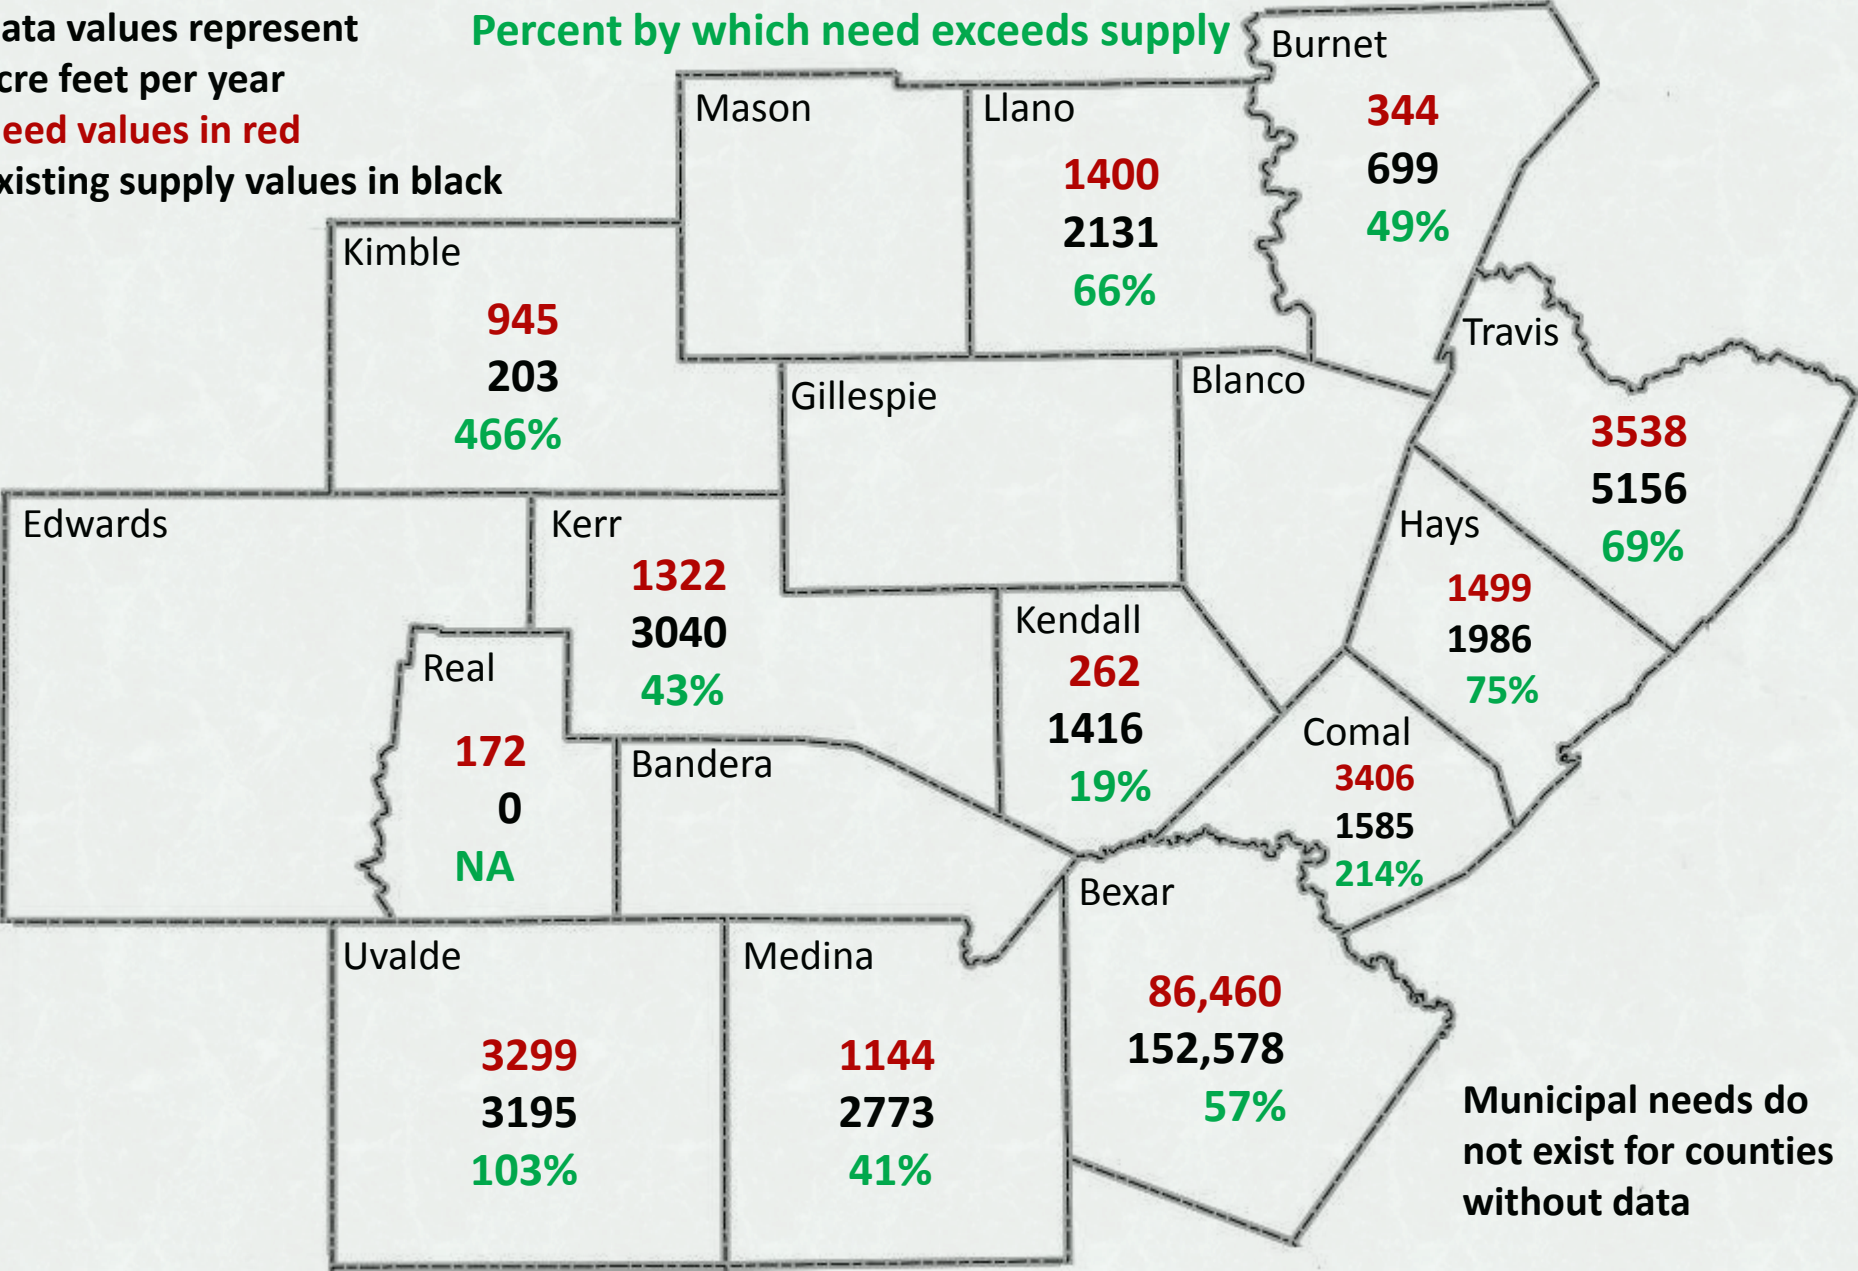 ata values represent
cre feet per year
eed values in red
xisting supply values in black
Percent by which need exceeds supply
Burnet
344
699
49%
Mason
Llano
1400
2131
66%
Kimble
945
203
466%
Travis
3538
5156
69%
Gillespie
Blanco
Edwards
Kerr
1322
3040
43%
Hays
1499
1986
75%
Kendall
262
1416
19%
Real
172
0
NA
Bandera
Comal
3406
1585
214%
Bexar
86,460
152,578
57%
Uvalde
3299
3195
103%
Medina
1144
2773
41%
Municipal needs do
not exist for counties
without data